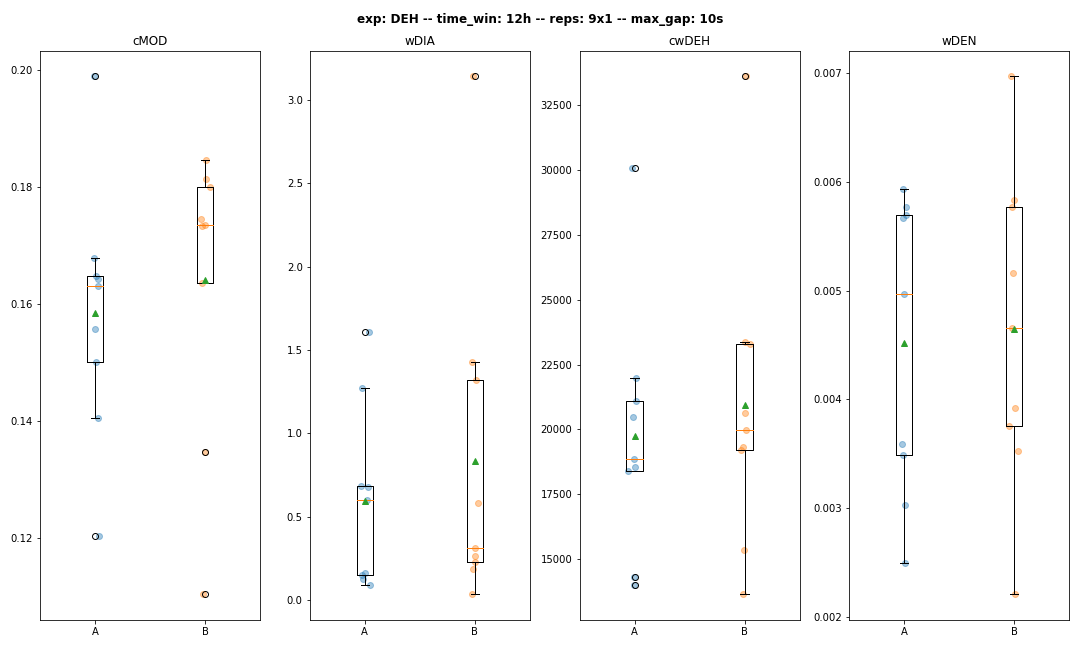 exp: DEH -- time_win: 12h -- reps: 9x1 -- max_gap: 10s
cMOD
wDIA
cwDEH
wDEN
0.20
0.18
0.16
0.14
0.12
A
B
3.0
2.5
2.0
1.5
1.0
0.5
0.0
A
B
32500
30000
27500
25000
22500
20000
17500
15000
A
B
0.007
0.006
0.005
0.004
0.003
0.002
A
B